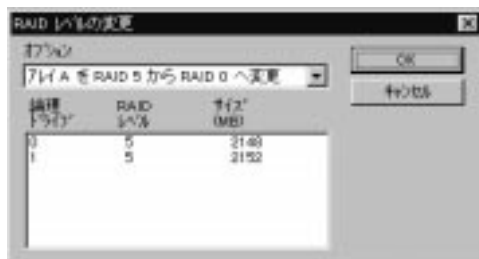 RAID レベルの変更
オプション
アレイ A を RAID 5 から RAID 0 へ変更
OK
キャンセル
論理ドライブ RAID レベル サイズ (MB)
0 5 2148
1 5 2152